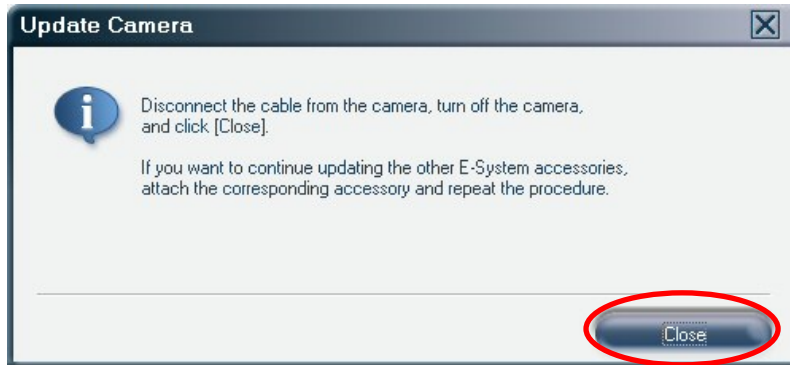 Update Camera
Disconnect the cable from the camera, turn off the camera,
and click [Close].
If you want to continue updating the other E-System accessories,
attach the corresponding accessory and repeat the procedure.
Close